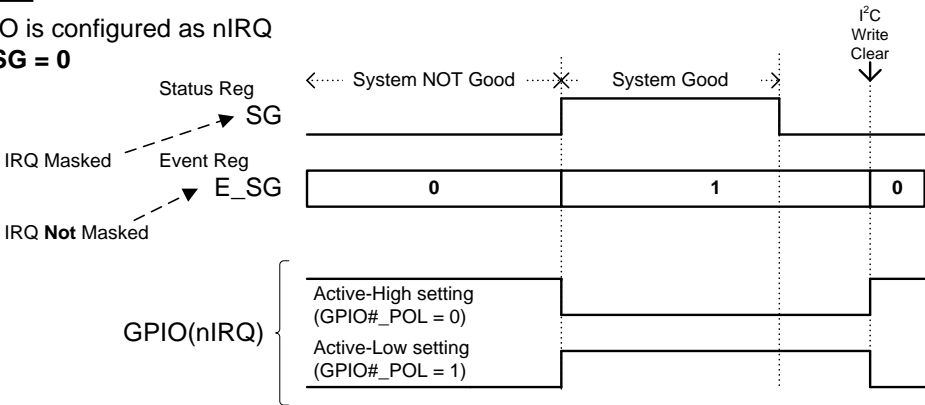 O is configured as nIRQ
SG = 0
I²C
Write
Clear
System NOT Good
System Good
Status Reg
SG
IRQ Masked
Event Reg
E_SG
0
1
0
IRQ Not Masked
Active-High setting
(GPIO#_POL = 0)
GPIO(nIRQ)
Active-Low setting
(GPIO#_POL = 1)